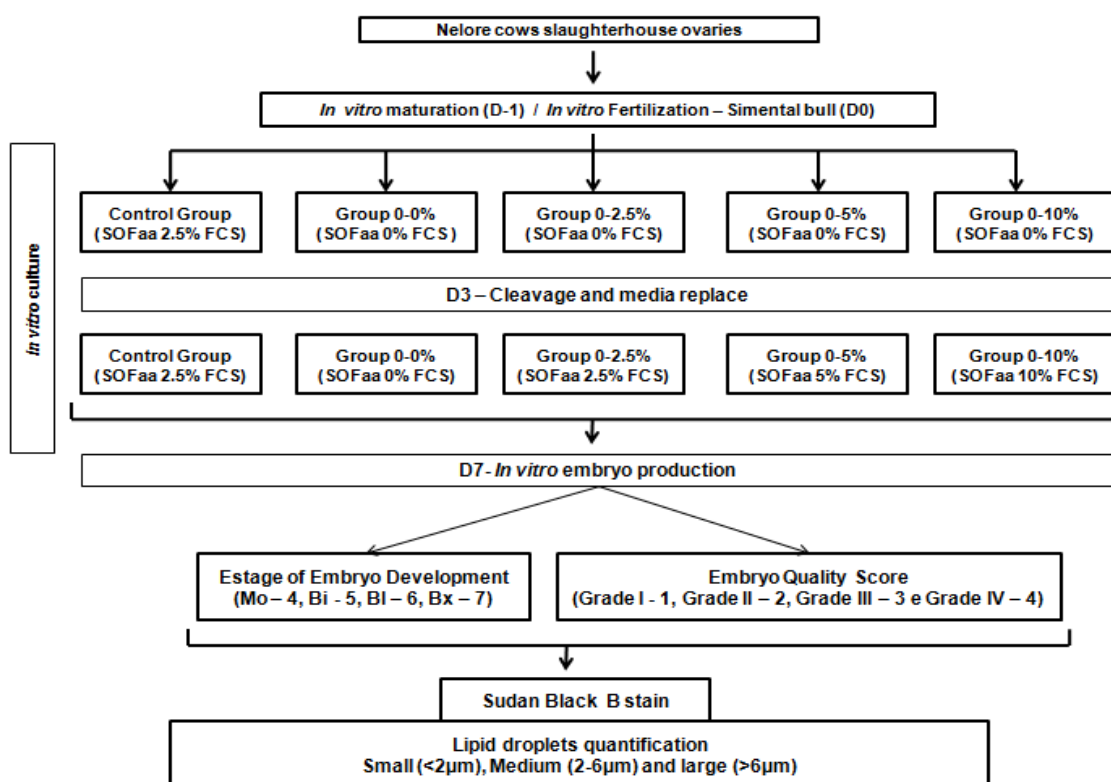 Nelore cows slaughterhouse ovaries
In vitro maturation (D-1) / In vitro Fertilization – Simental bull (D0)
In vitro culture
Control Group
(SOFaa 2.5% FCS)
Group 0-0%
(SOFaa 0% FCS )
Group 0-2.5%
(SOFaa 0% FCS)
Group 0-5%
(SOFaa 0% FCS)
Group 0-10%
(SOFaa 0% FCS)
D3 – Cleavage and media replace
Control Group
(SOFaa 2.5% FCS)
Group 0-0%
(SOFaa 0% FCS)
Group 0-2.5%
(SOFaa 2.5% FCS)
Group 0-5%
(SOFaa 5% FCS)
Group 0-10%
(SOFaa 10% FCS)
D7- In vitro embryo production
Estage of Embryo Development
(Mo – 4, Bi - 5, Bl – 6, Bx – 7)
Embryo Quality Score
(Grade I - 1, Grade II – 2, Grade III – 3 e Grade IV – 4)
Sudan Black B stain
Lipid droplets quantification
Small (<2µm), Medium (2-6µm) and large (>6µm)